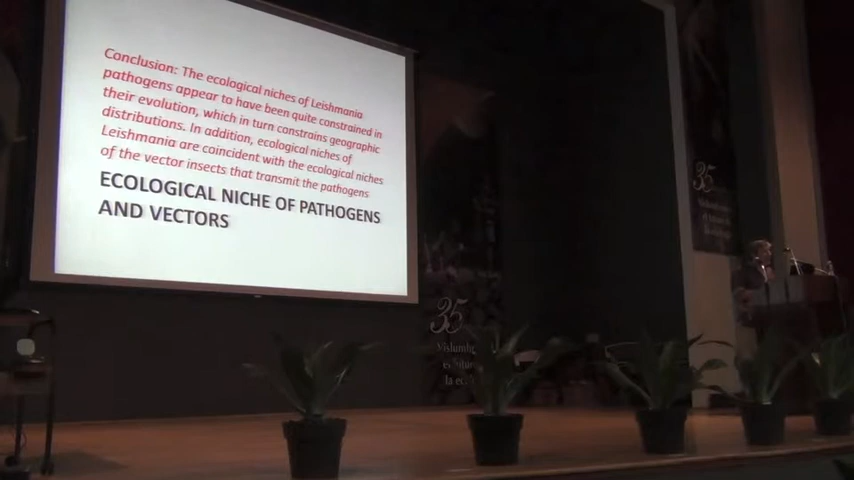 Conclusion: The ecological niches of Leishmania
pathogens appear to have been quite constrained in
their evolution, which in turn constrains geographic
distributions. In addition, ecological niches of
Leishmania are coincident with the ecological niches
of the vector insects that transmit the pathogens
ECOLOGICAL NICHE OF PATHOGENS
AND VECTORS
35
35